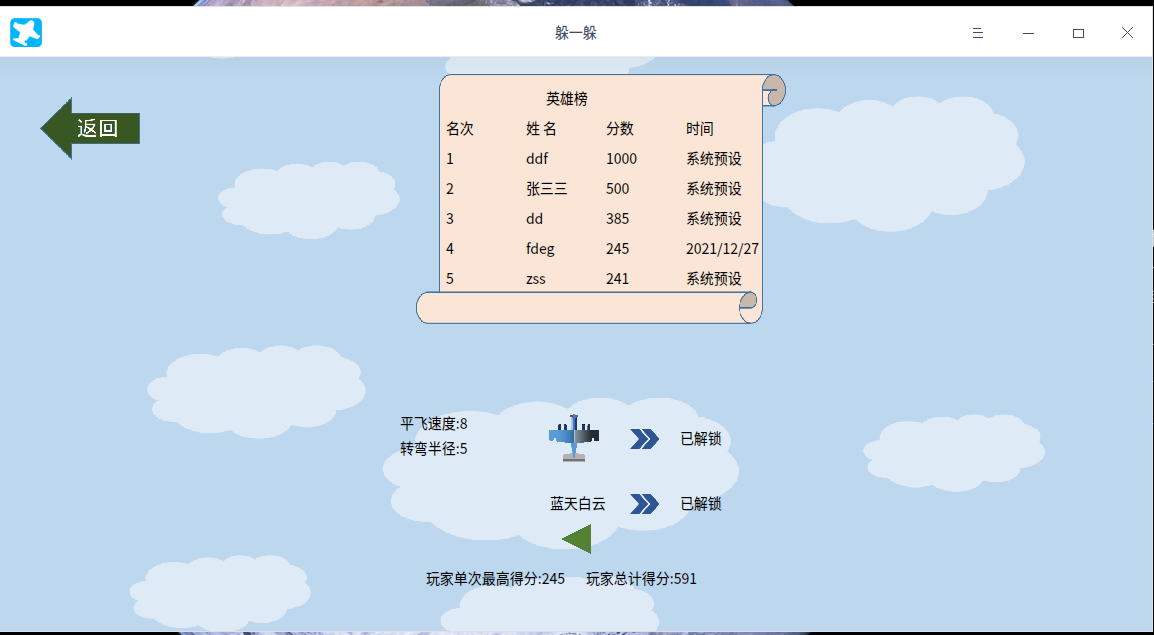 躲一躲
返回
英雄榜
名次 姓 名 分数 时间
1 ddf 1000 系统预设
2 张三三 500 系统预设
3 dd 385 系统预设
4 fdeg 245 2021/12/27
5 zss 241 系统预设
平飞速度:8
转弯半径:5
已解锁
蓝天白云 已解锁
玩家单次最高得分:245 玩家总计得分:591